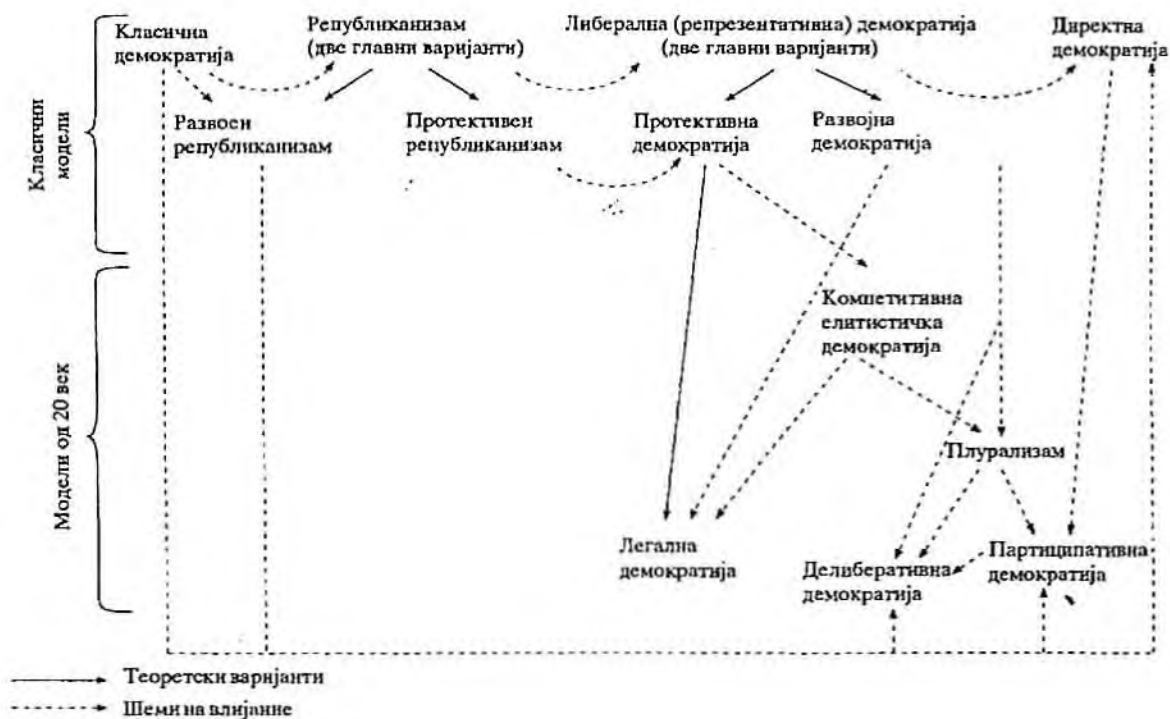 Класична
демократија
Републиканизам
(две главни варијанти)
Либерална (репрезентативна) демократија
(две главни варијанти)
Директна
демократија
Развоен
републиканизам
Протективен
републиканизам
Протективна
демократија
Развојна
демократија
Класични
модели
Компетитивна
елитистичка
демократија
Модели од 20 век
Плурализам
Легална
демократија
Делиберативна
демократија
Партиципативна
демократија
Теоретски варијанти
Шеми на влијание